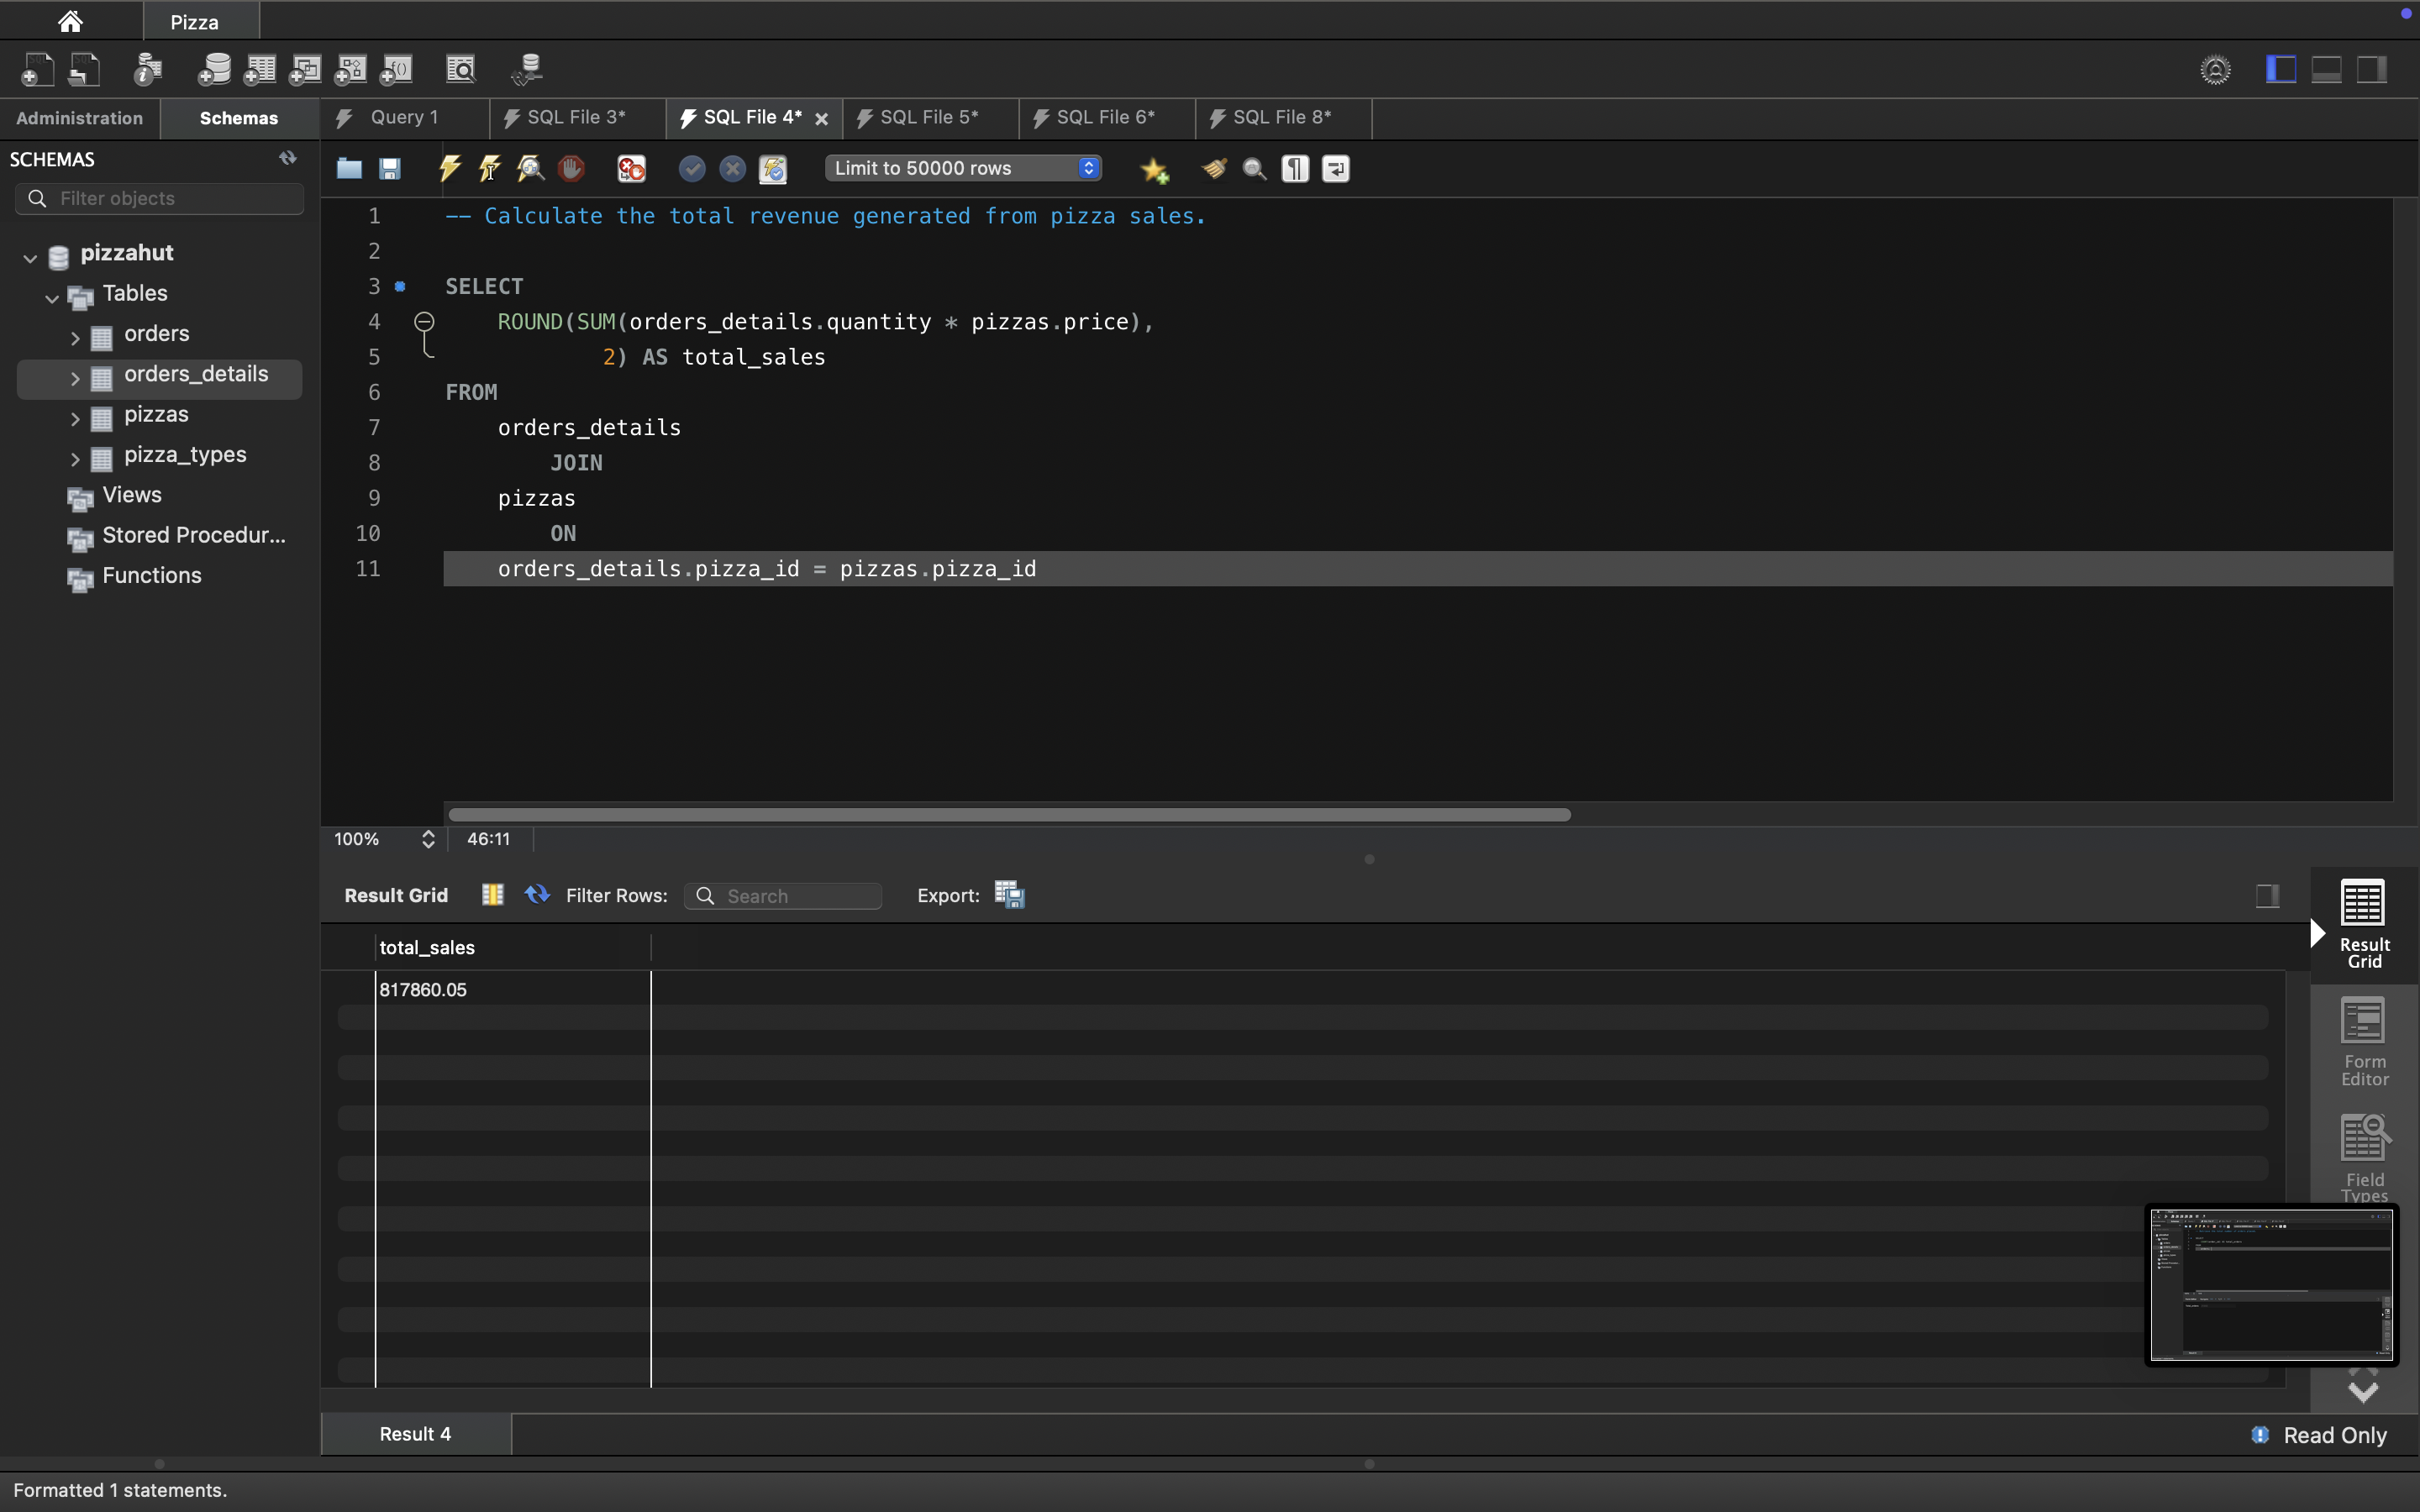 Pizza
Administration
Schemas
Query 1
SQL File 3*
SQL File 4*
SQL File 5*
SQL File 6*
SQL File 8*
SCHEMAS
Filter objects
Limit to 50000 rows
pizzahut
Tables
orders
orders_details
pizzas
pizza_types
Views
Stored Procedur...
Functions
1 -- Calculate the total revenue generated from pizza sales.
2
3 SELECT
4 ROUND(SUM(orders_details.quantity * pizzas.price),
5 2) AS total_sales
6 FROM
7 orders_details
8 JOIN
9 pizzas
10 ON
11 orders_details.pizza_id = pizzas.pizza_id
100%
46:11
Result Grid
Filter Rows:
Search
Export:
total_sales
817860.05
Result
Grid
Form
Editor
Field
Types
Result 4
Read Only
Formatted 1 statements.